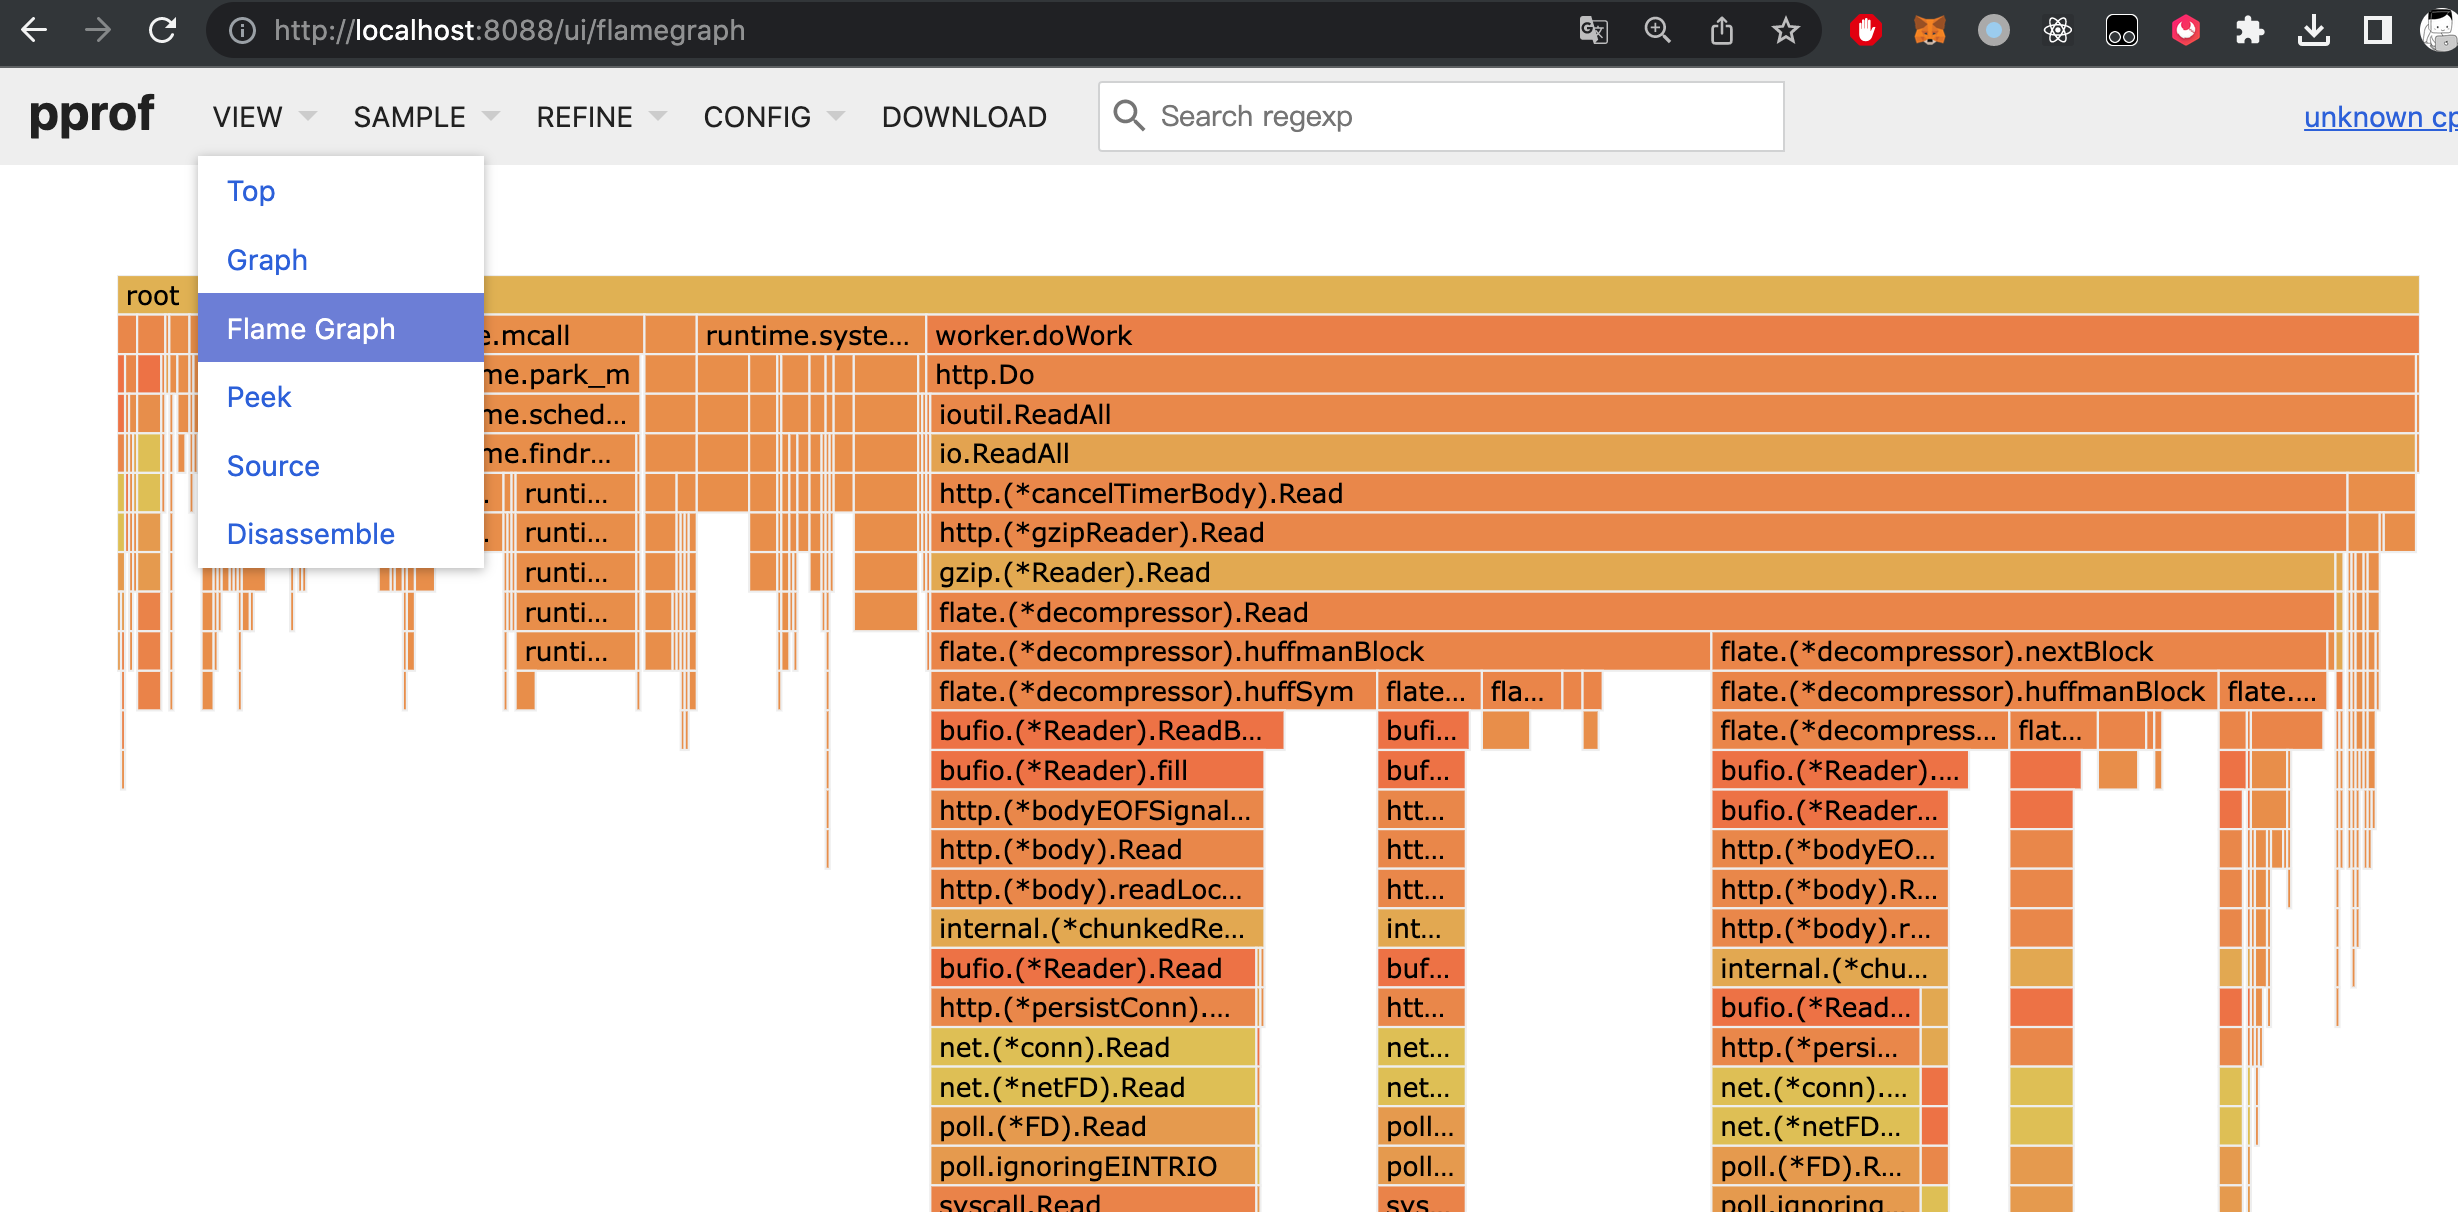 http://localhost:8088/ui/flamegraph
pprof VIEW SAMPLE REFINE CONFIG DOWNLOAD Search regexp unknown cp
Top
Graph
Flame Graph
Peek
Source
Disassemble
root
e.mcall runtime.syste... worker.doWork
me.park_m http.Do
me.sched... ioutil.ReadAll
me.findr... io.ReadAll
. runti... http.(*cancelTimerBody).Read
. runti... http.(*gzipReader).Read
runti... gzip.(*Reader).Read
runti... flate.(*decompressor).Read
runti... flate.(*decompressor).huffmanBlock flate.(*decompressor).nextBlock
flate.(*decompressor).huffSym flate... fla... flate.(*decompressor).huffmanBlock flate....
bufio.(*Reader).ReadB... bufi... flate.(*decompress... flat...
bufio.(*Reader).fill buf... bufio.(*Reader)....
http.(*bodyEOFSignal... htt... bufio.(*Reader...
http.(*body).Read htt... http.(*bodyEO...
http.(*body).readLoc... htt... http.(*body).R...
internal.(*chunkedRe... int... http.(*body).r...
bufio.(*Reader).Read buf... internal.(*chu...
http.(*persistConn).... htt... bufio.(*Read...
net.(*conn).Read net... http.(*persi...
net.(*netFD).Read net... net.(*conn)....
poll.(*FD).Read poll... net.(*netFD...
poll.ignoringEINTRIO poll... poll.(*FD).R...
syscall.Read sys... poll.ignoring...